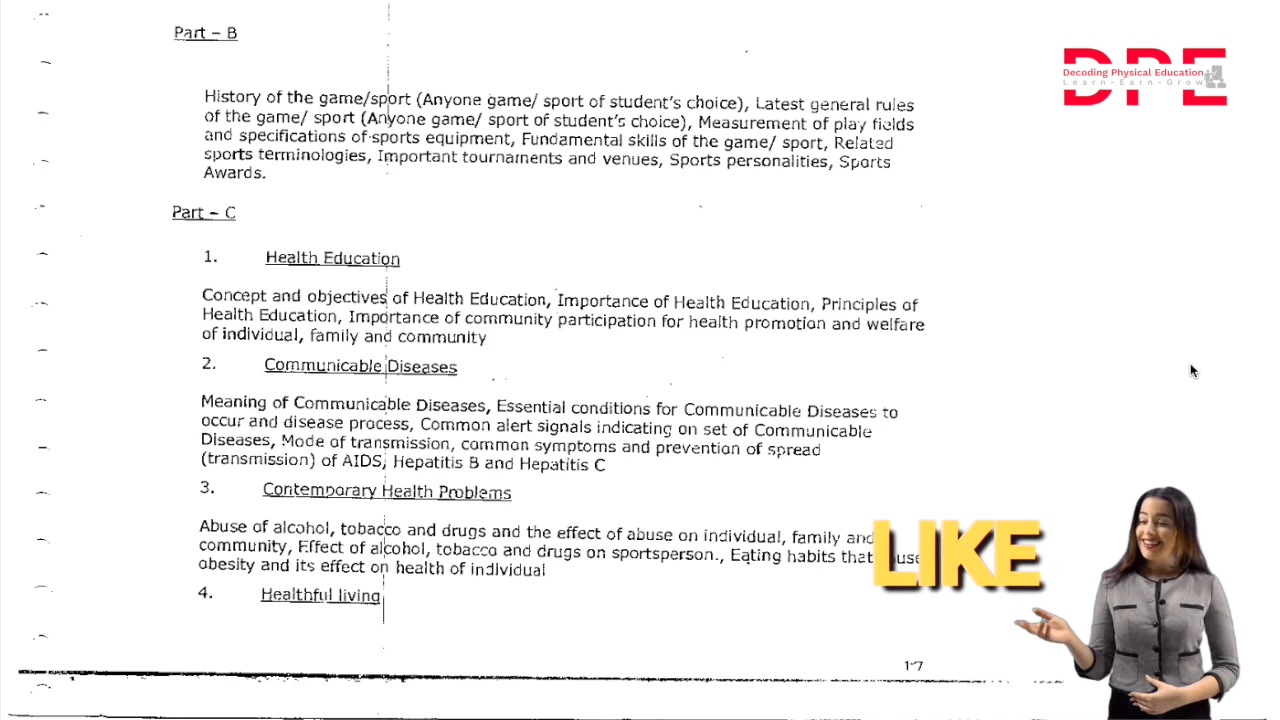 Part – B
DPE
Decoding Physical Education
Learn-Earn-Grow
History of the game/sport (Anyone game/ sport of student's choice), Latest general rules
of the game/ sport (Anyone game/ sport of student's choice), Measurement of play fields
and specifications of sports equipment, Fundamental skills of the game/ sport, Related
sports terminologies, Important tournaments and venues, Sports personalities, Sports
Awards.
Part – C
1. Health Education
Concept and objectives of Health Education, Importance of Health Education, Principles of
Health Education, Importance of community participation for health promotion and welfare
of individual, family and community
2. Communicable Diseases
Meaning of Communicable Diseases, Essential conditions for Communicable Diseases to
occur and disease process, Common alert signals indicating on set of Communicable
Diseases, Mode of transmission, common symptoms and prevention of spread
(transmission) of AIDS, Hepatitis B and Hepatitis C
3. Contemporary Health Problems
Abuse of alcohol, tobacco and drugs and the effect of abuse on individual, family and
community, Effect of alcohol, tobacco and drugs on sportsperson., Eating habits that
obesity and its effect on health of individual
LIKE
4. Healthful living
17